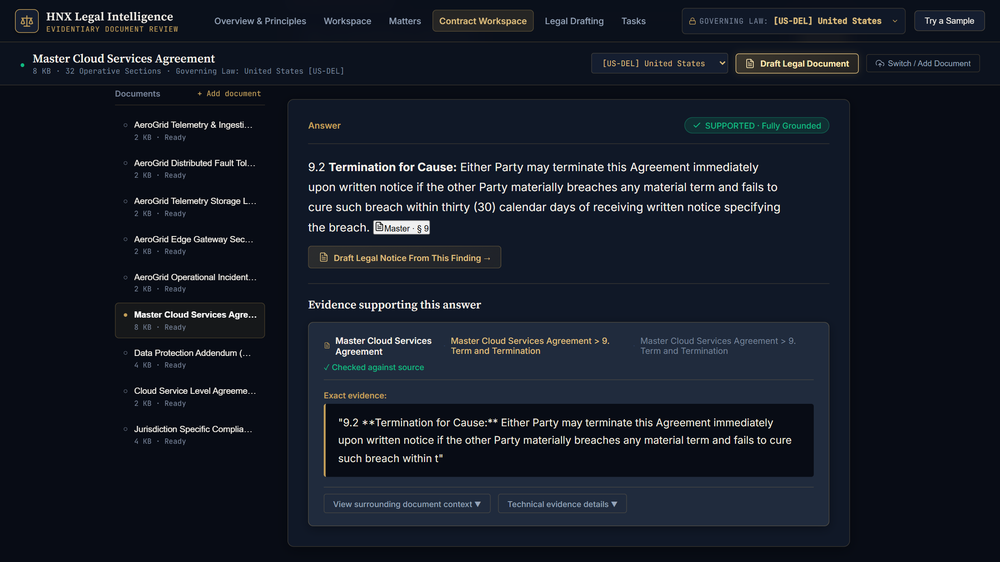 HNX Legal Intelligence
EVIDENTIARY DOCUMENT REVIEW
Overview & Principles
Workspace
Matters
Contract Workspace
Legal Drafting
Tasks
GOVERNING LAW: [US-DEL] United States
Try a Sample
Master Cloud Services Agreement
8 KB · 32 Operative Sections · Governing Law: United States [US-DEL]
[US-DEL] United States
Draft Legal Document
Switch / Add Document
Documents
+ Add document
AeroGrid Telemetry & Ingesti...
2 KB · Ready
AeroGrid Distributed Fault Tol...
2 KB · Ready
AeroGrid Telemetry Storage L...
2 KB · Ready
AeroGrid Edge Gateway Sec...
2 KB · Ready
AeroGrid Operational Incident...
2 KB · Ready
Master Cloud Services Agre...
8 KB · Ready
Data Protection Addendum (...
4 KB · Ready
Cloud Service Level Agreeme...
2 KB · Ready
Jurisdiction Specific Complia...
4 KB · Ready
Answer
✓ SUPPORTED · Fully Grounded
9.2 Termination for Cause: Either Party may terminate this Agreement immediately
upon written notice if the other Party materially breaches any material term and fails to
cure such breach within thirty (30) calendar days of receiving written notice specifying
the breach. Master · § 9
Draft Legal Notice From This Finding →
Evidence supporting this answer
Master Cloud Services
Agreement
Master Cloud Services Agreement > 9.
Term and Termination
Master Cloud Services Agreement > 9.
Term and Termination
✓ Checked against source
Exact evidence:
"9.2 **Termination for Cause:** Either Party may terminate this Agreement immediately
upon written notice if the other Party materially breaches any material term and fails to cure
such breach within t"
View surrounding document context ▼
Technical evidence details ▼